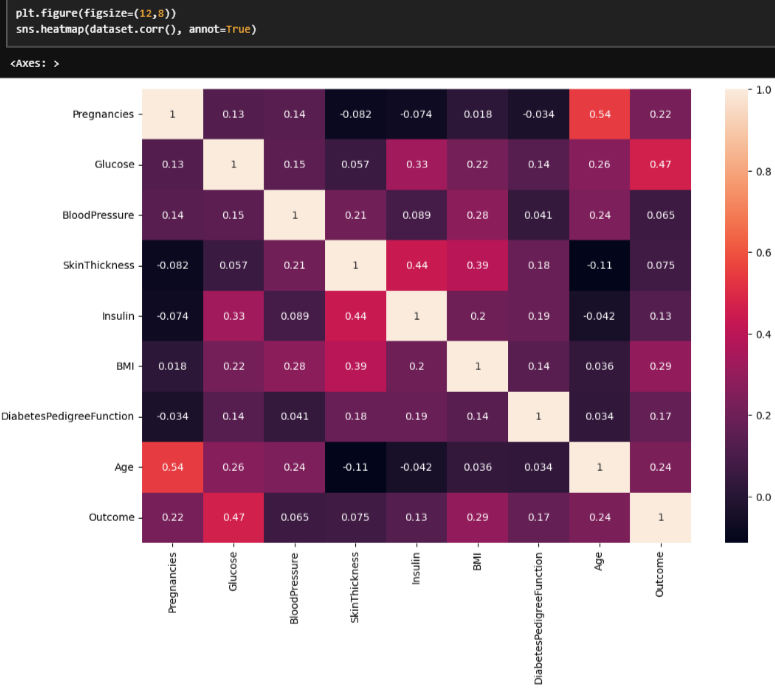 plt.figure(figsize=(12,8))
sns.heatmap(dataset.corr(), annot=True)
<Axes: >
Pregnancies 1 0.13 0.14 -0.082 -0.074 0.018 -0.034 0.54 0.22
Glucose 0.13 1 0.15 0.057 0.33 0.22 0.14 0.26 0.47
BloodPressure 0.14 0.15 1 0.21 0.089 0.28 0.041 0.24 0.065
SkinThickness -0.082 0.057 0.21 1 0.44 0.39 0.18 -0.11 0.075
Insulin -0.074 0.33 0.089 0.44 1 0.2 0.19 -0.042 0.13
BMI 0.018 0.22 0.28 0.39 0.2 1 0.14 0.036 0.29
DiabetesPedigreeFunction -0.034 0.14 0.041 0.18 0.19 0.14 1 0.034 0.17
Age 0.54 0.26 0.24 -0.11 -0.042 0.036 0.034 1 0.24
Outcome 0.22 0.47 0.065 0.075 0.13 0.29 0.17 0.24 1
Pregnancies
Glucose
BloodPressure
SkinThickness
Insulin
BMI
DiabetesPedigreeFunction
Age
Outcome
1.0
0.8
0.6
0.4
0.2
0.0